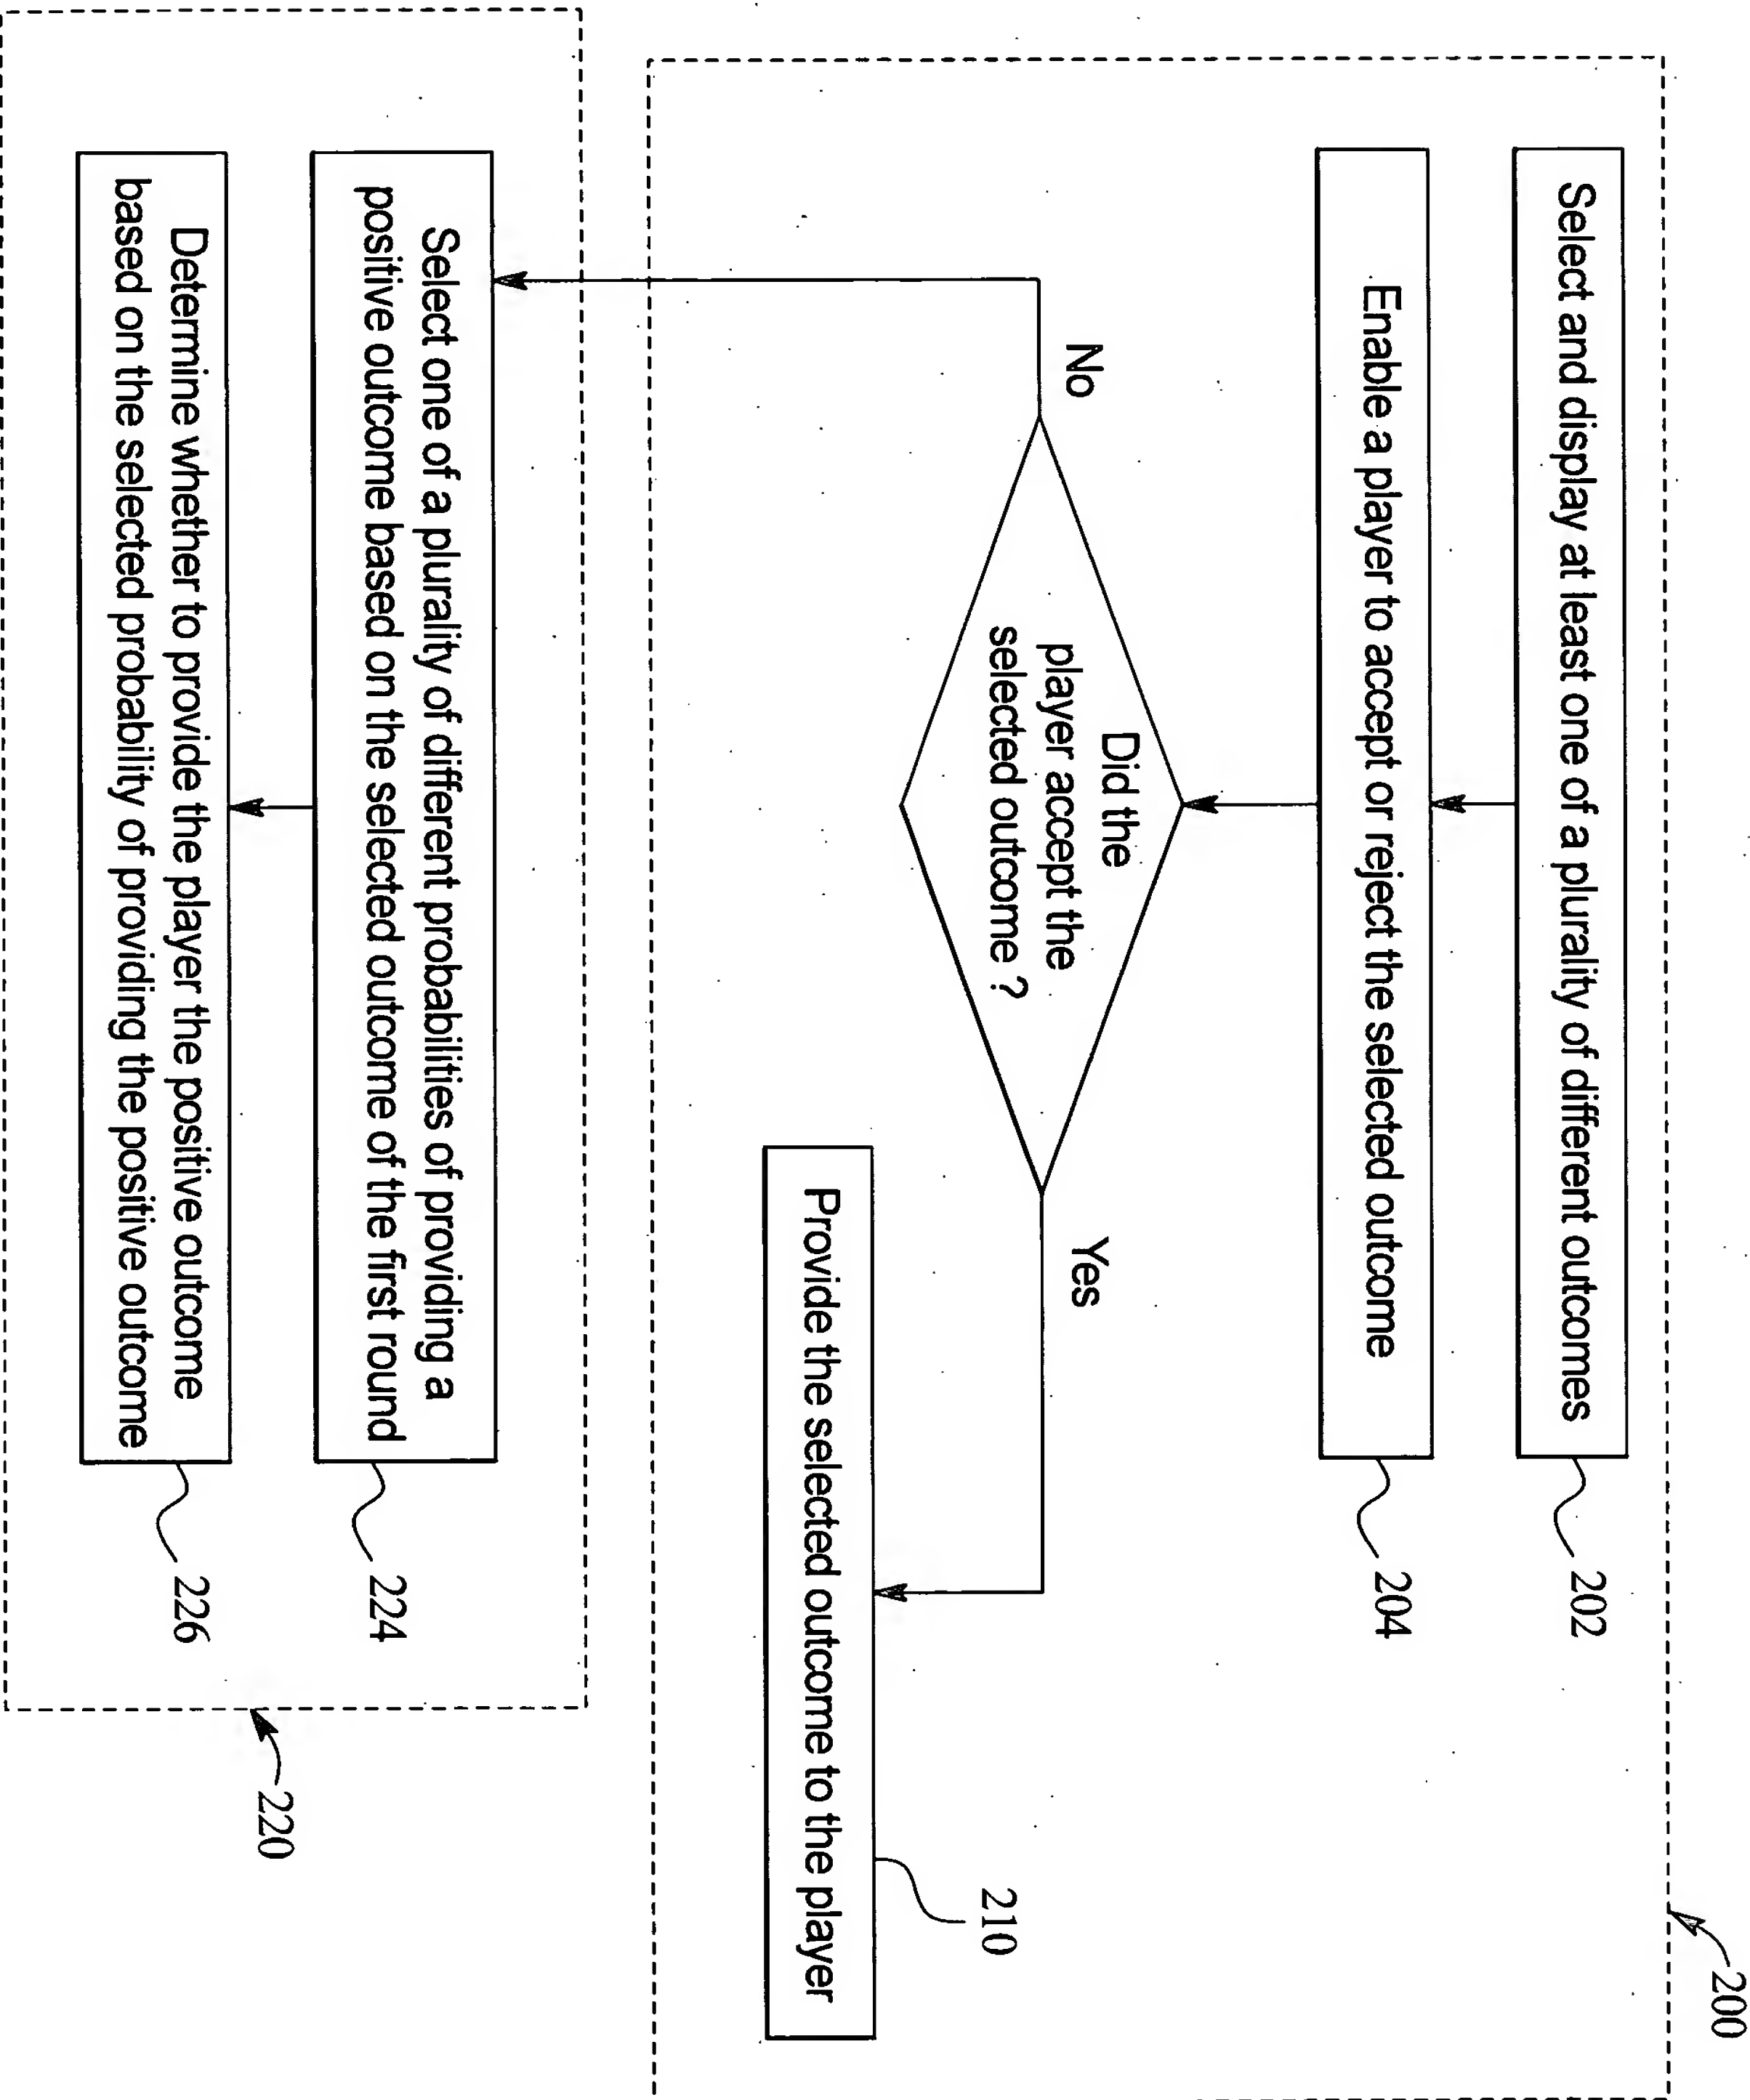 200
Select and display at least one of a plurality of different outcomes
202
Enable a player to accept or reject the selected outcome
204
Did the
player accept the
selected outcome ?
No
Yes
210
Provide the selected outcome to the player
Select one of a plurality of different probabilities of providing a
positive outcome based on the selected outcome of the first round
224
Determine whether to provide the player the positive outcome
based on the selected probability of providing the positive outcome
226
220